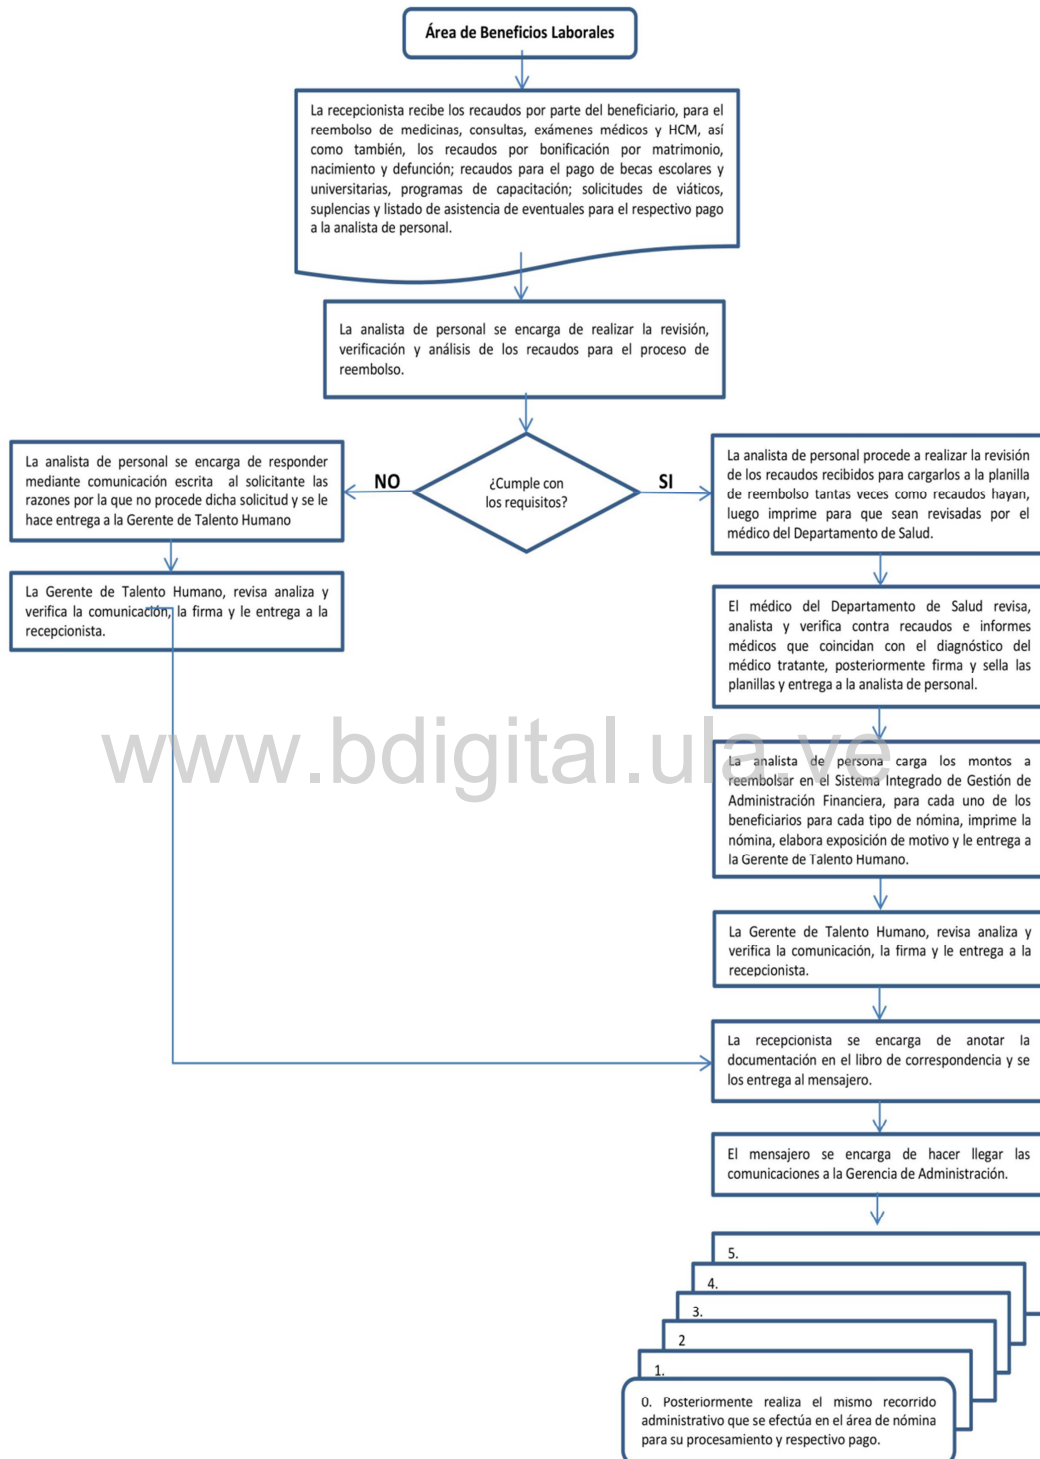 Área de Beneficios Laborales
La recepcionista recibe los recaudos por parte del beneficiario, para el
reembolso de medicinas, consultas, exámenes médicos y HCM, así
como también, los recaudos por bonificación por matrimonio,
nacimiento y defunción; recaudos para el pago de becas escolares y
universitarias, programas de capacitación; solicitudes de viáticos,
suplencias y listado de asistencia de eventuales para el respectivo pago
a la analista de personal.
La analista de personal se encarga de realizar la revisión,
verificación y análisis de los recaudos para el proceso de
reembolso.
¿Cumple con
los requisitos?
NO
SI
La analista de personal se encarga de responder
mediante comunicación escrita al solicitante las
razones por la que no procede dicha solicitud y se le
hace entrega a la Gerente de Talento Humano
La Gerente de Talento Humano, revisa analiza y
verifica la comunicación, la firma y le entrega a la
recepcionista.
La analista de personal procede a realizar la revisión
de los recaudos recibidos para cargarlos a la planilla
de reembolso tantas veces como recaudos hayan,
luego imprime para que sean revisadas por el
médico del Departamento de Salud.
El médico del Departamento de Salud revisa,
analista y verifica contra recaudos e informes
médicos que coincidan con el diagnóstico del
médico tratante, posteriormente firma y sella las
planillas y entrega a la analista de personal.
www.bdigital.ula.ve
La analista de persona carga los montos a
reembolsar en el Sistema Integrado de Gestión de
Administración Financiera, para cada uno de los
beneficiarios para cada tipo de nómina, imprime la
nómina, elabora exposición de motivo y le entrega a
la Gerente de Talento Humano.
La Gerente de Talento Humano, revisa analiza y
verifica la comunicación, la firma y le entrega a la
recepcionista.
La recepcionista se encarga de anotar la
documentación en el libro de correspondencia y se
los entrega al mensajero.
El mensajero se encarga de hacer llegar las
comunicaciones a la Gerencia de Administración.
5.
4.
3.
2
1.
0. Posteriormente realiza el mismo recorrido
administrativo que se efectúa en el área de nómina
para su procesamiento y respectivo pago.